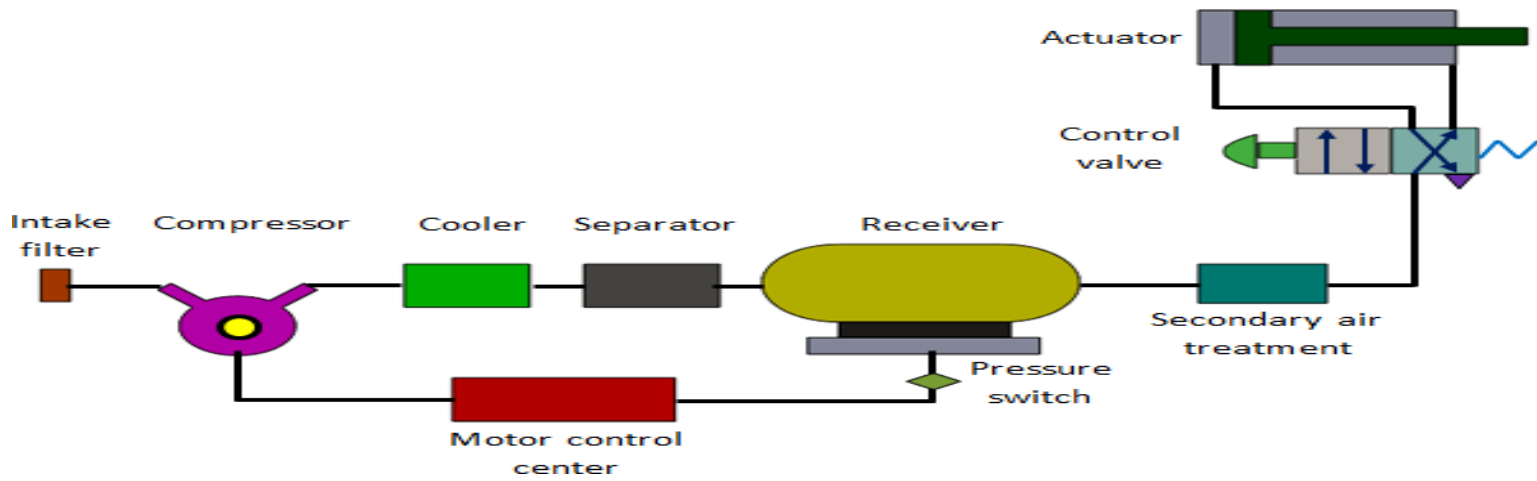 Actuator
Control
valve
Intake
filter
Compressor
Cooler
Separator
Receiver
Secondary air
treatment
Pressure
switch
Motor control
center